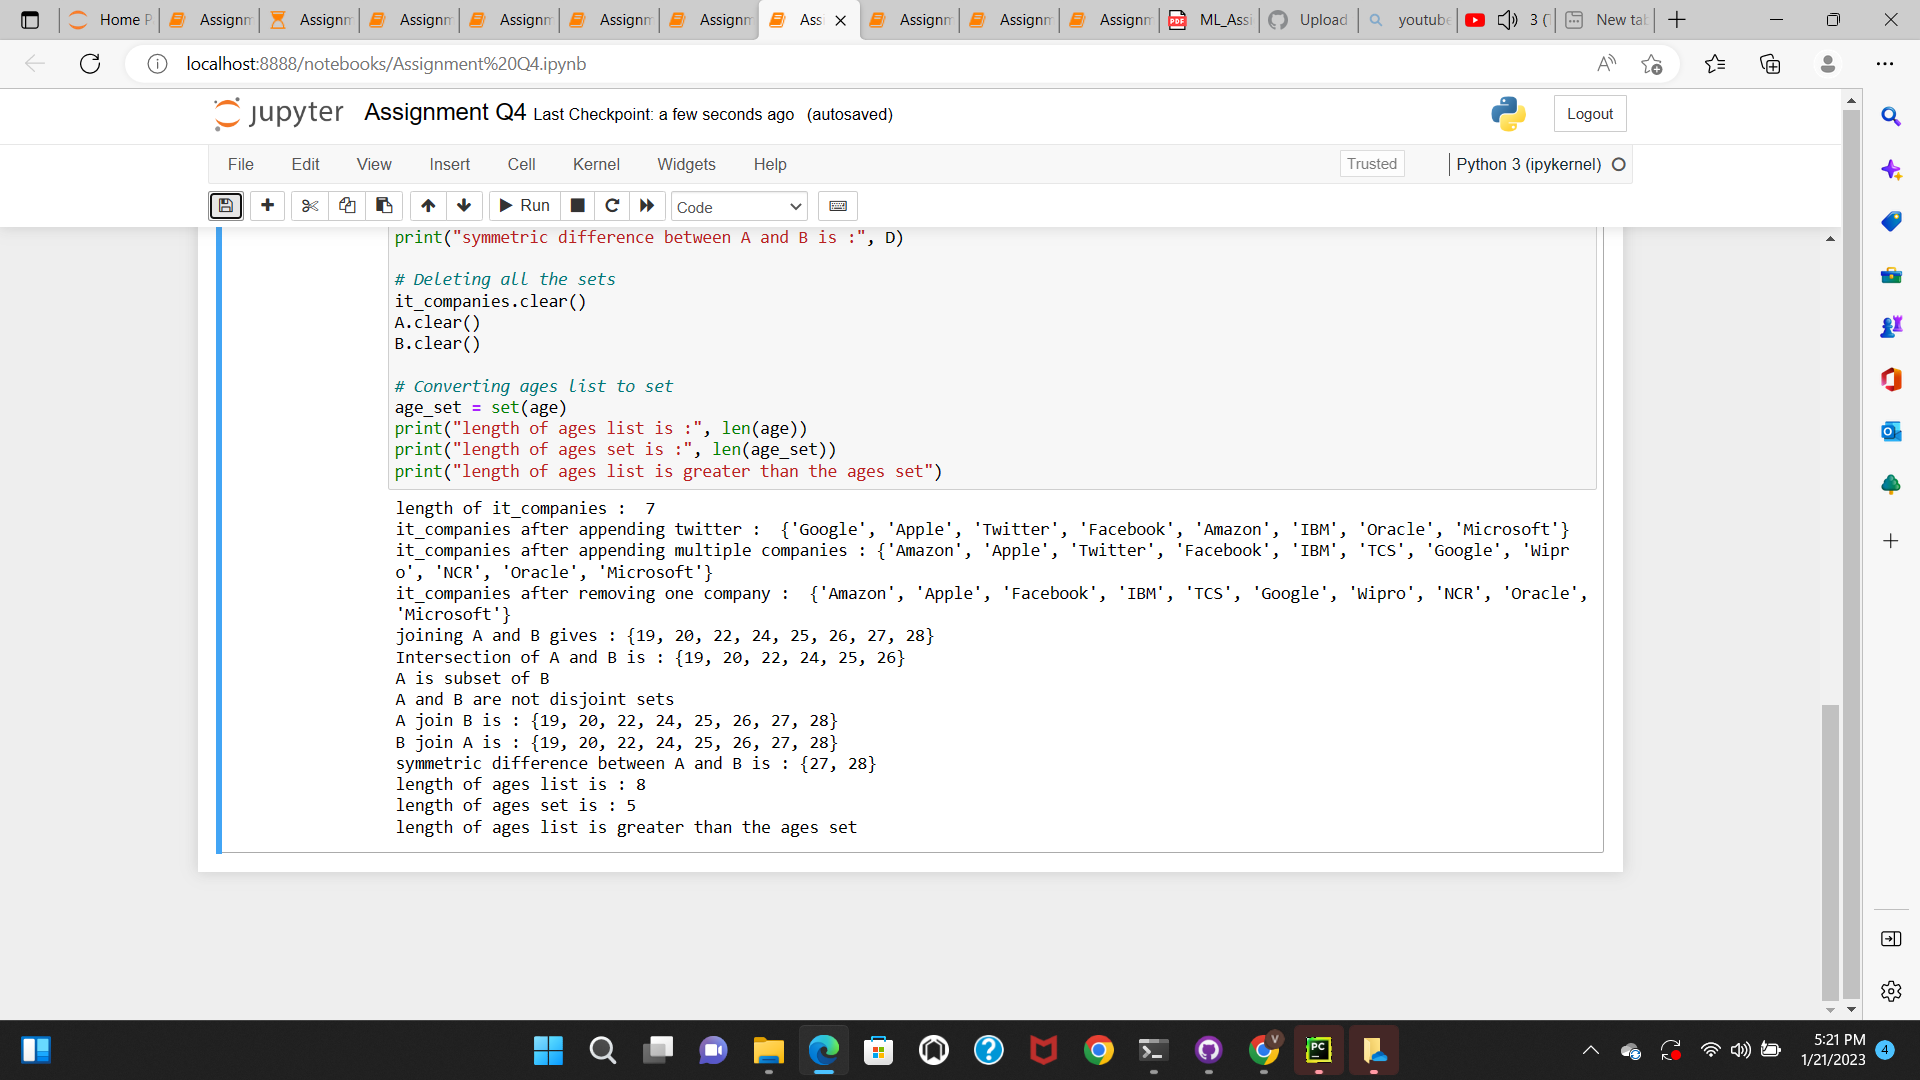 Home P
Assignm
Assignm
Assignm
Assignm
Assignm
Assignm
Ass
Assignm
Assignm
Assignm
ML_Assi
Upload
youtube
3 (
New tab
localhost:8888/notebooks/Assignment%20Q4.ipynb
jupyter Assignment Q4 Last Checkpoint: a few seconds ago (autosaved)
Logout
File Edit View Insert Cell Kernel Widgets Help
Trusted
Python 3 (ipykernel)
Run
Code
print("symmetric difference between A and B is :", D)
# Deleting all the sets
it_companies.clear()
A.clear()
B.clear()
# Converting ages list to set
age_set = set(age)
print("length of ages list is :", len(age))
print("length of ages set is :", len(age_set))
print("length of ages list is greater than the ages set")
length of it_companies :  7
it_companies after appending twitter :  {'Google', 'Apple', 'Twitter', 'Facebook', 'Amazon', 'IBM', 'Oracle', 'Microsoft'}
it_companies after appending multiple companies : {'Amazon', 'Apple', 'Twitter', 'Facebook', 'IBM', 'TCS', 'Google', 'Wipr
o', 'NCR', 'Oracle', 'Microsoft'}
it_companies after removing one company :  {'Amazon', 'Apple', 'Facebook', 'IBM', 'TCS', 'Google', 'Wipro', 'NCR', 'Oracle',
'Microsoft'}
joining A and B gives : {19, 20, 22, 24, 25, 26, 27, 28}
Intersection of A and B is : {19, 20, 22, 24, 25, 26}
A is subset of B
A and B are not disjoint sets
A join B is : {19, 20, 22, 24, 25, 26, 27, 28}
B join A is : {19, 20, 22, 24, 25, 26, 27, 28}
symmetric difference between A and B is : {27, 28}
length of ages list is : 8
length of ages set is : 5
length of ages list is greater than the ages set
5:21 PM
1/21/2023
4